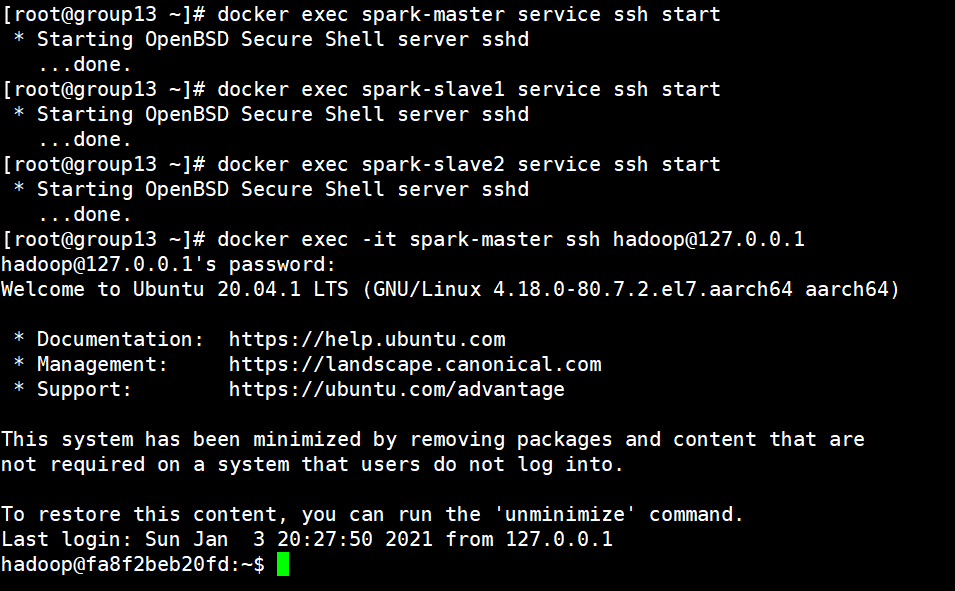 [root@group13 ~]# docker exec spark-master service ssh start
 * Starting OpenBSD Secure Shell server sshd
   ...done.
[root@group13 ~]# docker exec spark-slave1 service ssh start
 * Starting OpenBSD Secure Shell server sshd
   ...done.
[root@group13 ~]# docker exec spark-slave2 service ssh start
 * Starting OpenBSD Secure Shell server sshd
   ...done.
[root@group13 ~]# docker exec -it spark-master ssh hadoop@127.0.0.1
hadoop@127.0.0.1's password:
Welcome to Ubuntu 20.04.1 LTS (GNU/Linux 4.18.0-80.7.2.el7.aarch64 aarch64)

 * Documentation:  https://help.ubuntu.com
 * Management:     https://landscape.canonical.com
 * Support:        https://ubuntu.com/advantage

This system has been minimized by removing packages and content that are
not required on a system that users do not log into.

To restore this content, you can run the 'unminimize' command.
Last login: Sun Jan  3 20:27:50 2021 from 127.0.0.1
hadoop@fa8f2beb20fd:~$